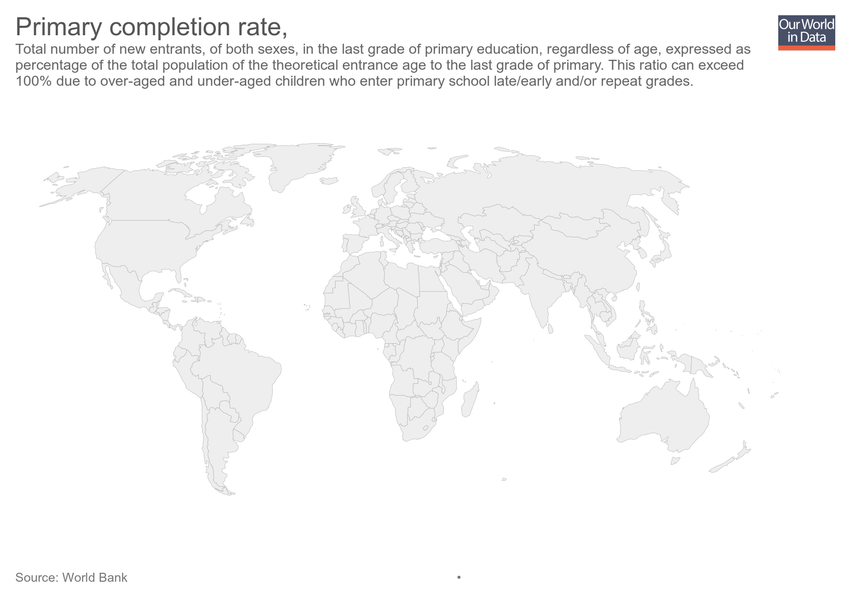 Primary completion rate,
Our World
in Data
Total number of new entrants, of both sexes, in the last grade of primary education, regardless of age, expressed as
percentage of the total population of the theoretical entrance age to the last grade of primary. This ratio can exceed
100% due to over-aged and under-aged children who enter primary school late/early and/or repeat grades.
Source: World Bank
•